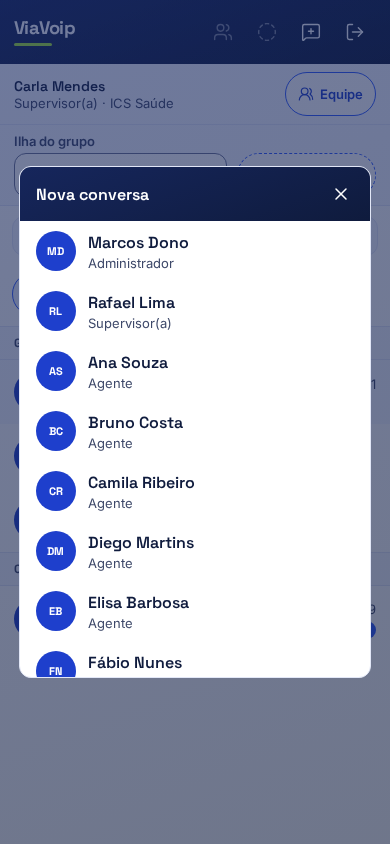 ViaVoip
Carla Mendes
Supervisor(a) · ICS Saúde
Equipe
Ilha do grupo
Nova conversa
MD
Marcos Dono
Administrador
RL
Rafael Lima
Supervisor(a)
AS
Ana Souza
Agente
BC
Bruno Costa
Agente
CR
Camila Ribeiro
Agente
DM
Diego Martins
Agente
EB
Elisa Barbosa
Agente
FN
Fábio Nunes